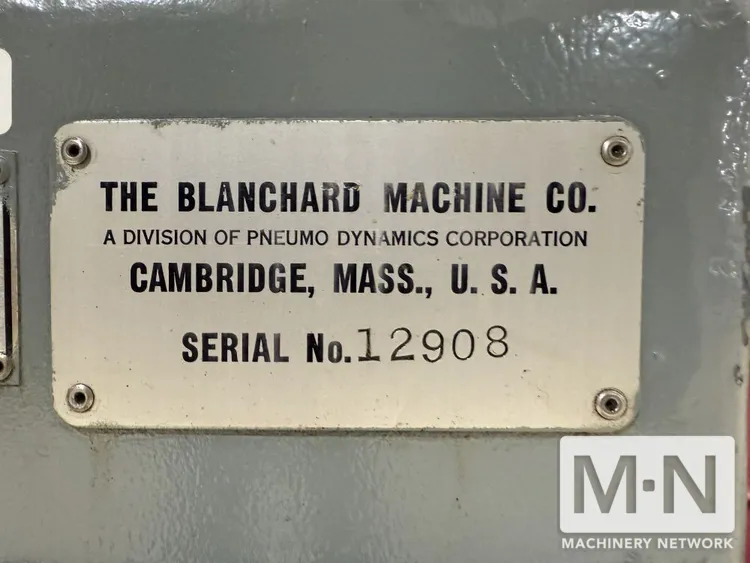 THE BLANCHARD MACHINE CO.
A DIVISION OF PNEUMO DYNAMICS CORPORATION
CAMBRIDGE, MASS., U. S. A.
SERIAL No. 12908
M·N
MACHINERY NETWORK